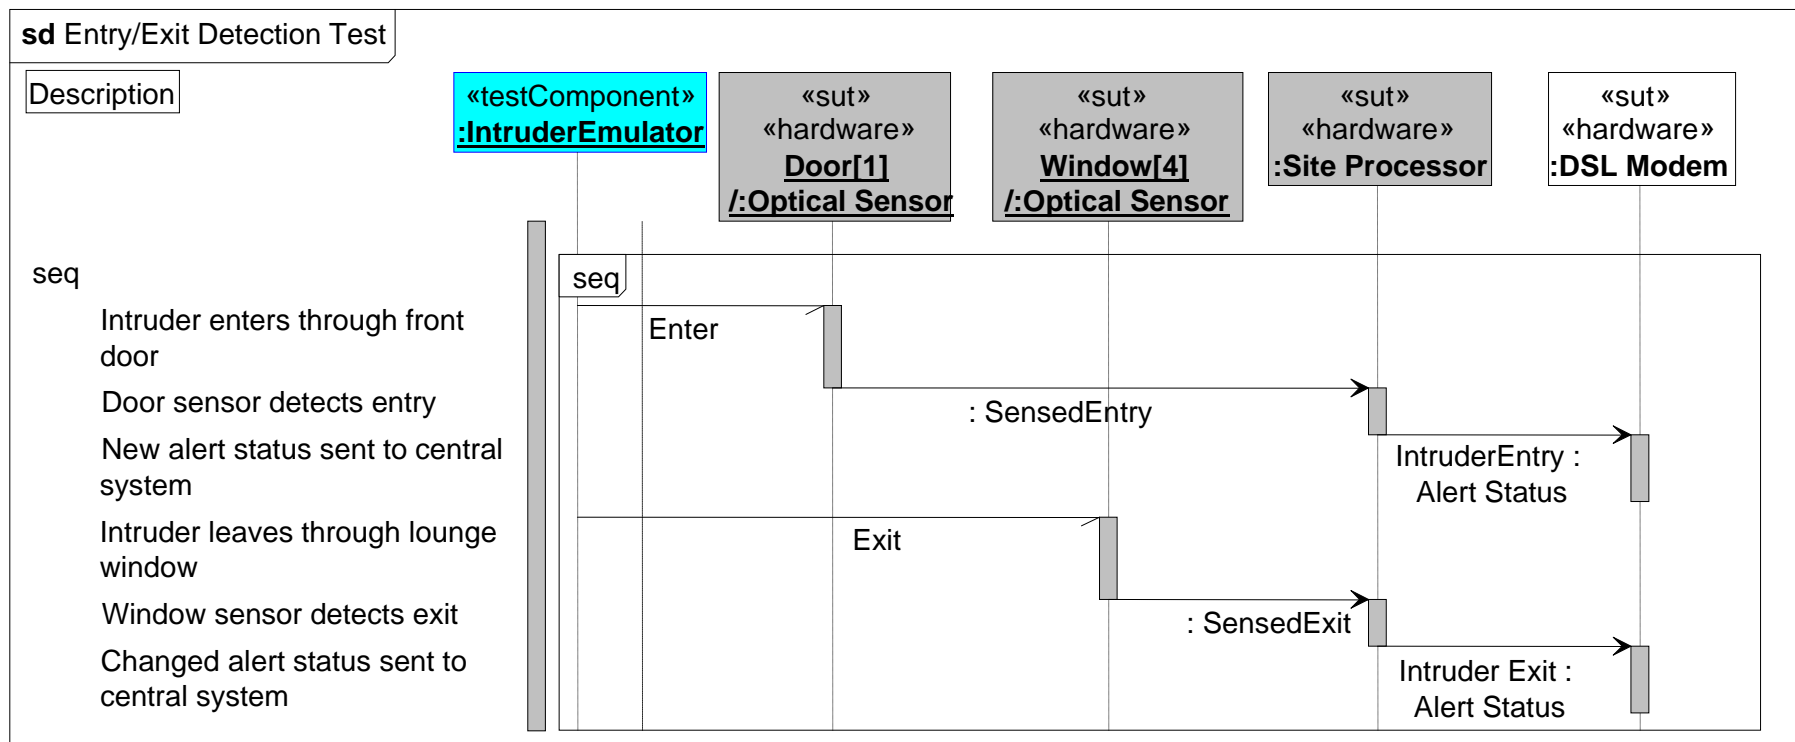 sd Entry/Exit Detection Test
Description
«testComponent»
:IntruderEmulator
«sut»
«hardware»
Door[1]
/:Optical Sensor
«sut»
«hardware»
Window[4]
/:Optical Sensor
«sut»
«hardware»
:Site Processor
«sut»
«hardware»
:DSL Modem
seq
seq
Intruder enters through front
door
Enter
Door sensor detects entry
: SensedEntry
New alert status sent to central
system
IntruderEntry :
Alert Status
Intruder leaves through lounge
window
Exit
Window sensor detects exit
: SensedExit
Changed alert status sent to
central system
Intruder Exit :
Alert Status